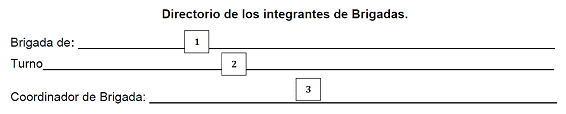 Directorio de los integrantes de Brigadas.
Brigada de: 1
Turno 2
Coordinador de Brigada: 3